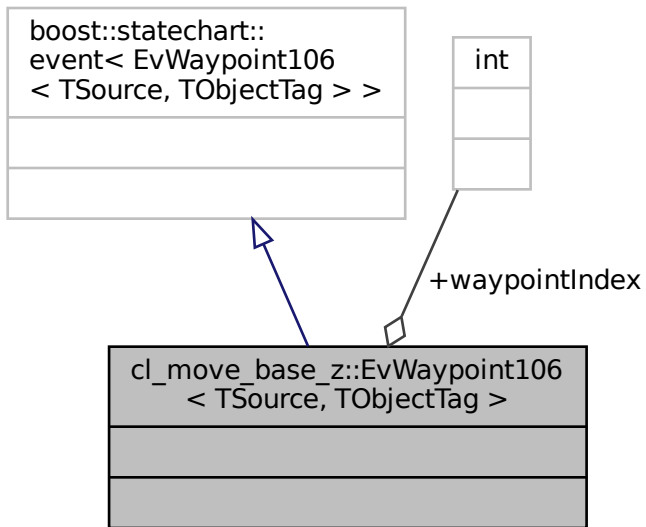 boost::statechart::
event< EvWaypoint106
< TSource, TObjectTag > >
int
+waypointIndex
cl_move_base_z::EvWaypoint106
< TSource, TObjectTag >